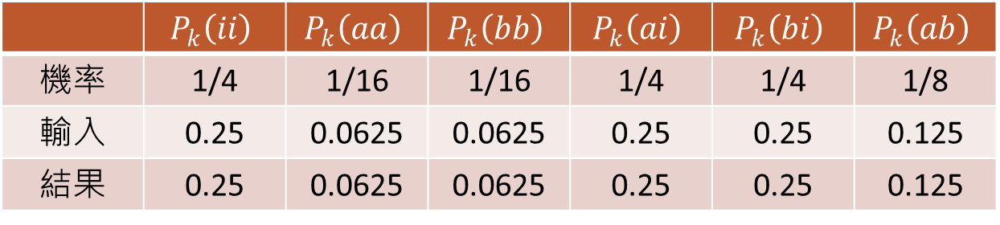 P_k(ii) P_k(aa) P_k(bb) P_k(ai) P_k(bi) P_k(ab)
機率 1/4 1/16 1/16 1/4 1/4 1/8
輸入 0.25 0.0625 0.0625 0.25 0.25 0.125
結果 0.25 0.0625 0.0625 0.25 0.25 0.125